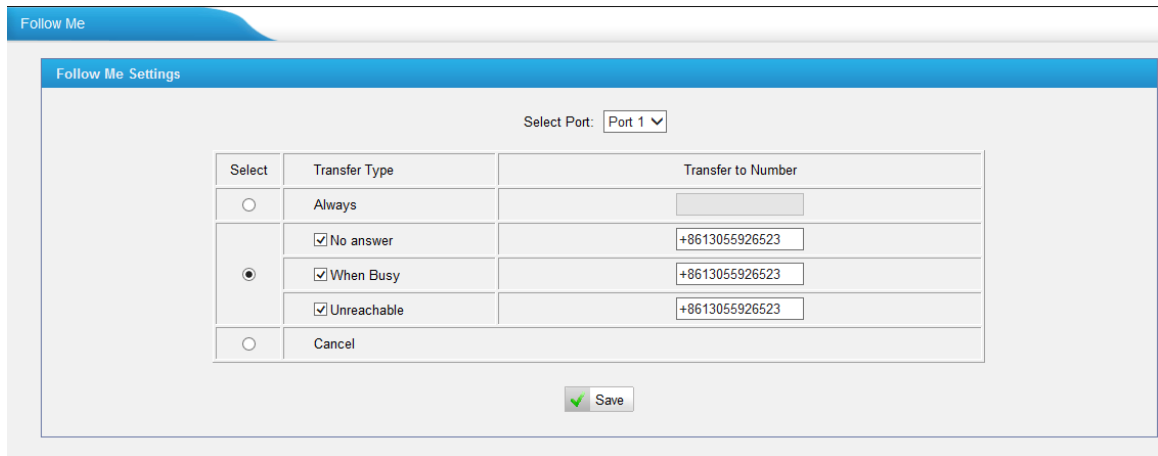 Follow Me
Follow Me Settings
Select Port: Port 1
Select Transfer Type Transfer to Number
Always
No answer +8613055926523
When Busy +8613055926523
Unreachable +8613055926523
Cancel
Save